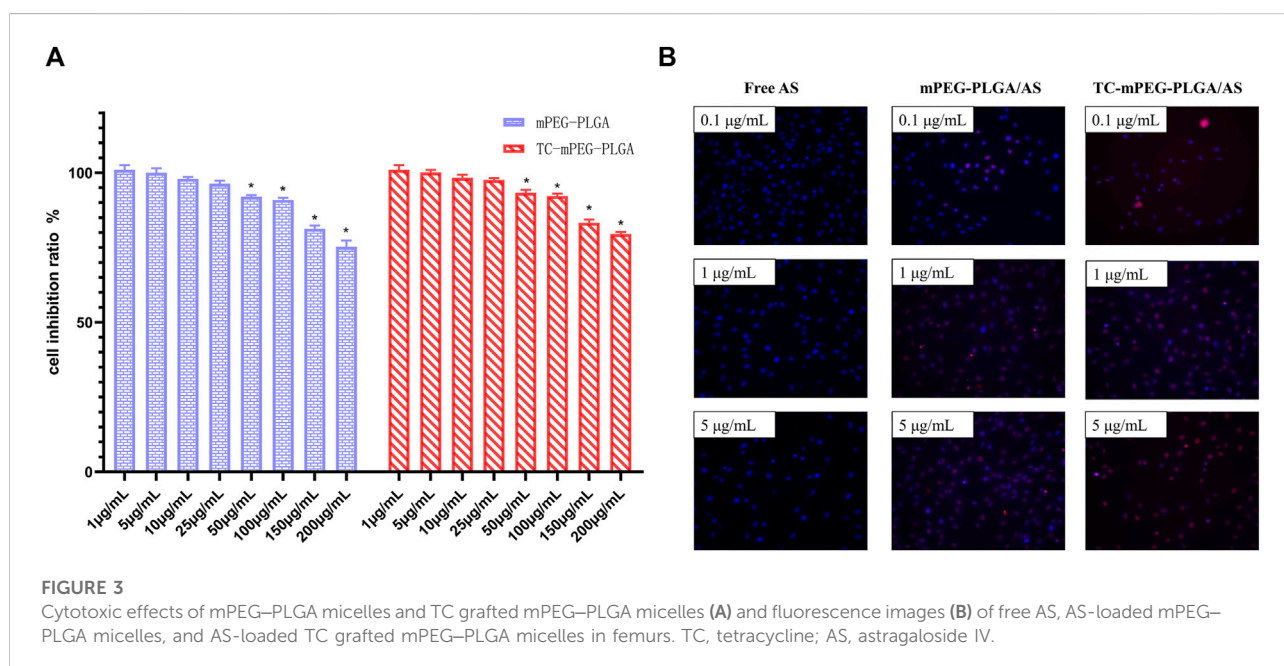 A
mPEG-PLGA
TC-mPEG-PLGA
cell inhibition ratio %
100
50
0
* * * *
* * * *
1μg/mL 5μg/mL 10μg/mL 25μg/mL 50μg/mL 100μg/mL 150μg/mL 200μg/mL
1μg/mL 5μg/mL 10μg/mL 25μg/mL 50μg/mL 100μg/mL 150μg/mL 200μg/mL
B
Free AS mPEG-PLGA/AS TC-mPEG-PLGA/AS
0.1 μg/mL 0.1 μg/mL 0.1 μg/mL
1 μg/mL 1 μg/mL 1 μg/mL
5 μg/mL 5 μg/mL 5 μg/mL
FIGURE 3
Cytotoxic effects of mPEG–PLGA micelles and TC grafted mPEG–PLGA micelles (A) and fluorescence images (B) of free AS, AS-loaded mPEG–
PLGA micelles, and AS-loaded TC grafted mPEG–PLGA micelles in femurs. TC, tetracycline; AS, astragaloside IV.